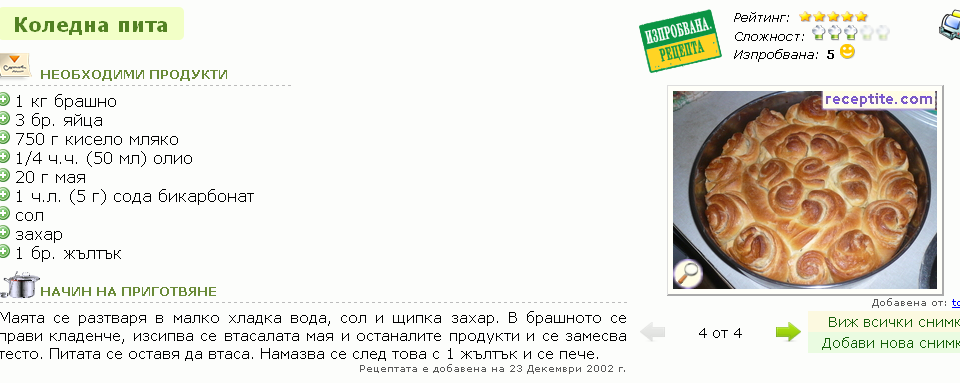 Коледна пита
НЕОБХОДИМИ ПРОДУКТИ
1 кг брашно
3 бр. яйца
750 г кисело мляко
1/4 ч.ч. (50 мл) олио
20 г мая
1 ч.л. (5 г) сода бикарбонат
сол
захар
1 бр. жълтък
НАЧИН НА ПРИГОТВЯНЕ
Маята се разтваря в малко хладка вода, сол и щипка захар. В брашното се
прави кладенче, изсипва се втасалата мая и останалите продукти и се замесва
тесто. Питата се оставя да втаса. Намазва се след това с 1 жълтък и се пече.
Рецептата е добавена на 23 Декември 2002 г.
ИЗПРОБВАНА
РЕЦЕПТА
Рейтинг:
Сложност:
Изпробвана: 5
receptite.com
Добавена от:
4 от 4
Виж всички снимк
Добави нова снимк